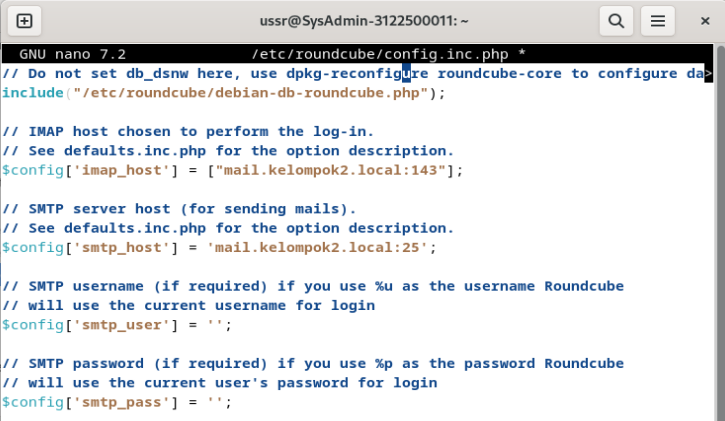 ussr@SysAdmin-3122500011: ~
GNU nano 7.2 /etc/roundcube/config.inc.php *
// Do not set db_dsnw here, use dpkg-reconfigure roundcube-core to configure da>
include("/etc/roundcube/debian-db-roundcube.php");
// IMAP host chosen to perform the log-in.
// See defaults.inc.php for the option description.
$config['imap_host'] = ["mail.kelompok2.local:143"];
// SMTP server host (for sending mails).
// See defaults.inc.php for the option description.
$config['smtp_host'] = 'mail.kelompok2.local:25';
// SMTP username (if required) if you use %u as the username Roundcube
// will use the current username for login
$config['smtp_user'] = '';
// SMTP password (if required) if you use %p as the password Roundcube
// will use the current user's password for login
$config['smtp_pass'] = '';